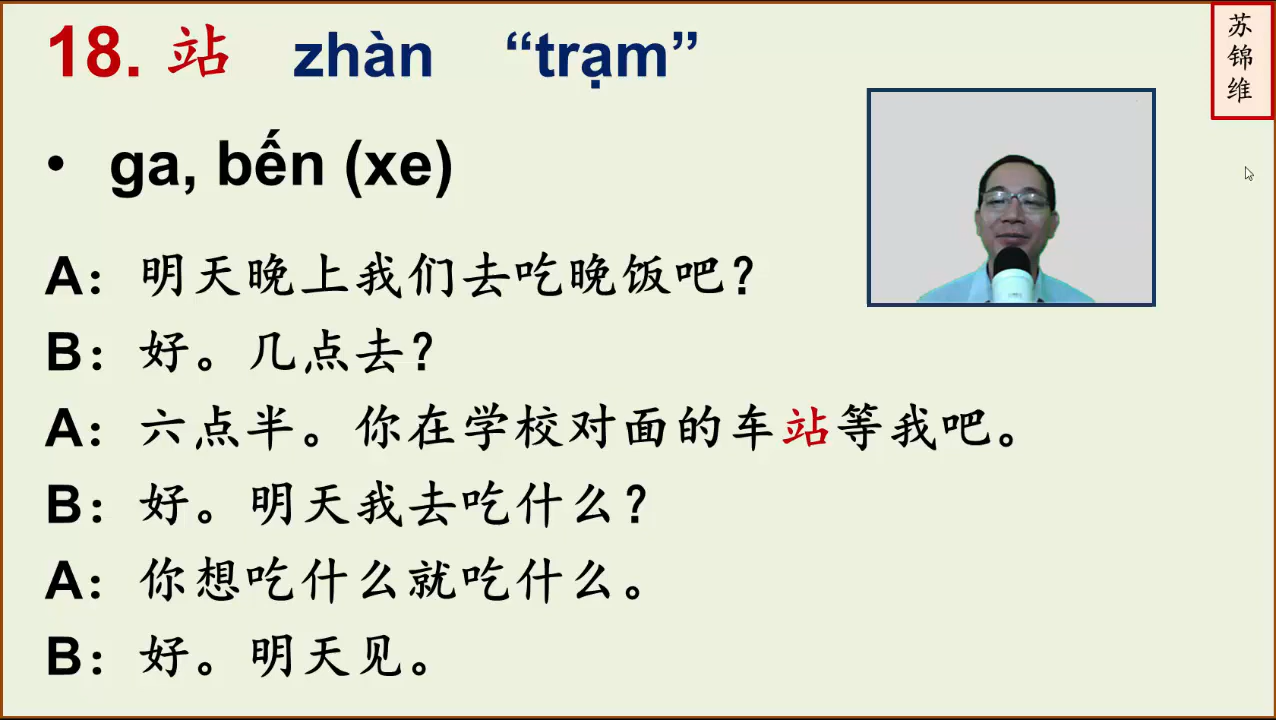 18. 站 zhàn “trạm”
苏锦维
• ga, bến (xe)
A：明天晚上我们去吃晚饭吧？
B：好。几点去？
A：六点半。你在学校对面的车站等我吧。
B：好。明天我去吃什么？
A：你想吃什么就吃什么。
B：好。明天见。